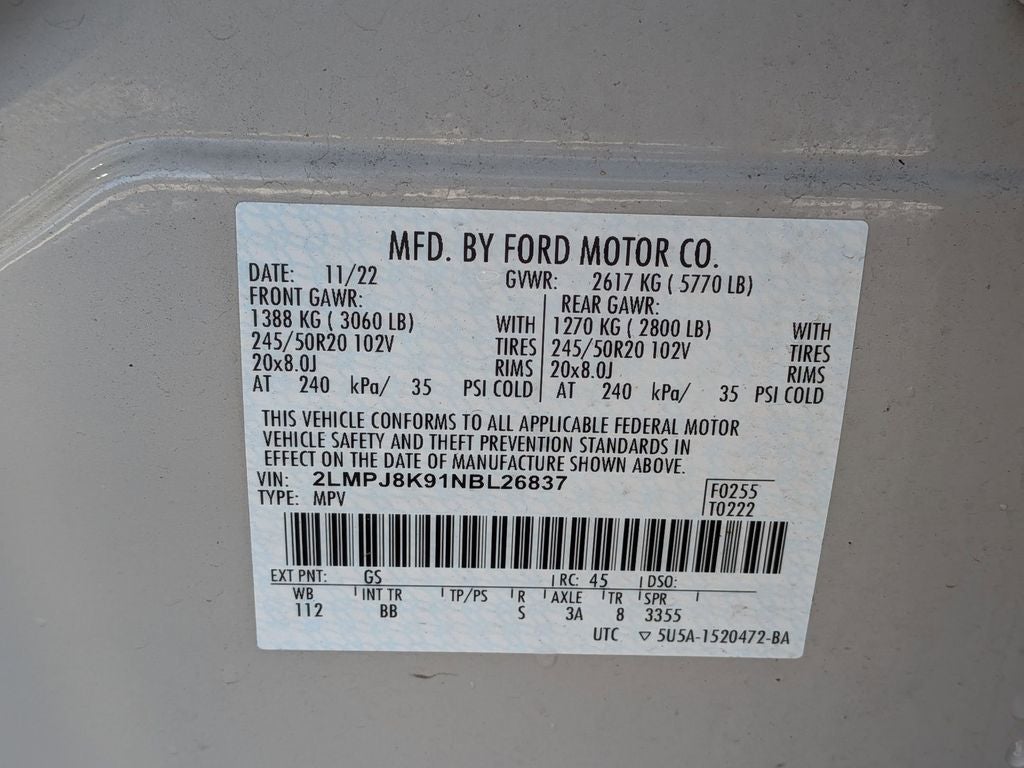 MFD. BY FORD MOTOR CO.
DATE: 11/22 GVWR: 2617 KG ( 5770 LB)
FRONT GAWR: REAR GAWR:
1388 KG ( 3060 LB) WITH 1270 KG ( 2800 LB) WITH
245/50R20 102V TIRES 245/50R20 102V TIRES
20x8.0J RIMS 20x8.0J RIMS
AT 240 kPa/ 35 PSI COLD AT 240 kPa/ 35 PSI COLD
THIS VEHICLE CONFORMS TO ALL APPLICABLE FEDERAL MOTOR
VEHICLE SAFETY AND THEFT PREVENTION STANDARDS IN
EFFECT ON THE DATE OF MANUFACTURE SHOWN ABOVE.
VIN: 2LMPJ8K91NBL26837 F0255
TYPE: MPV T0222
EXT PNT: GS RC: 45 DSO:
WB INT TR TP/PS R AXLE TR SPR
112 BB S 3A 8 3355
UTC ▽ 5U5A-1520472-BA